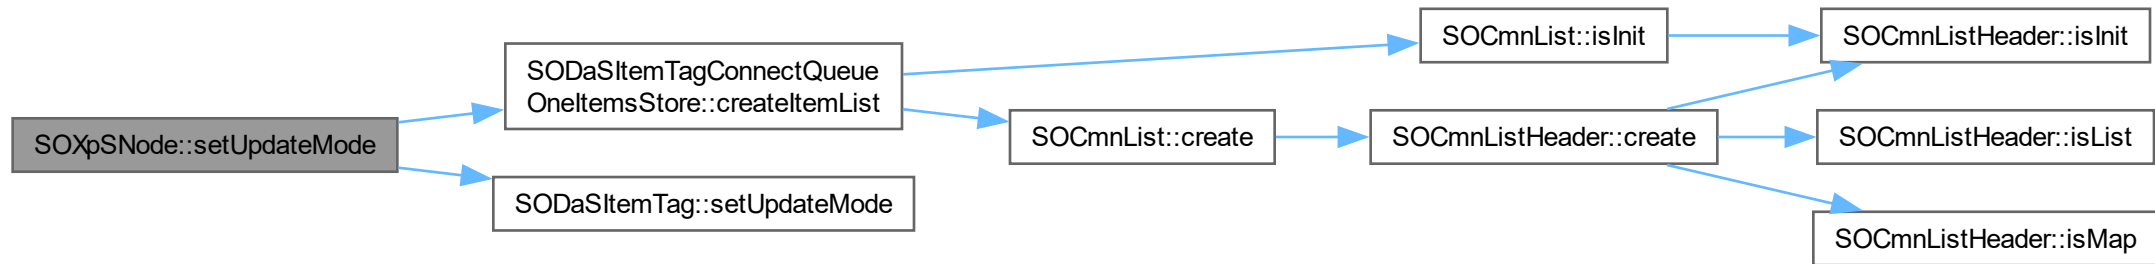 SOXpSNode::setUpdateMode
SODaSItemTagConnectQueue
OneItemsStore::createItemList
SODaSItemTag::setUpdateMode
SOCmnList::isInit
SOCmnList::create
SOCmnListHeader::create
SOCmnListHeader::isInit
SOCmnListHeader::isList
SOCmnListHeader::isMap